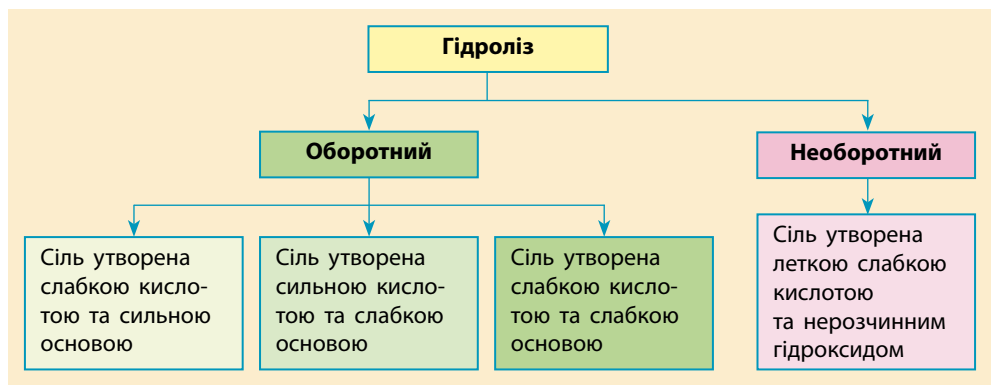 Гідроліз
Оборотний
Необоротний
Сіль утворена
слабкою кисло-
тою та сильною
основою
Сіль утворена
сильною кисло-
тою та слабкою
основою
Сіль утворена
слабкою кисло-
тою та слабкою
основою
Сіль утворена
леткою слабкою
кислотою
та нерозчинним
гідроксидом